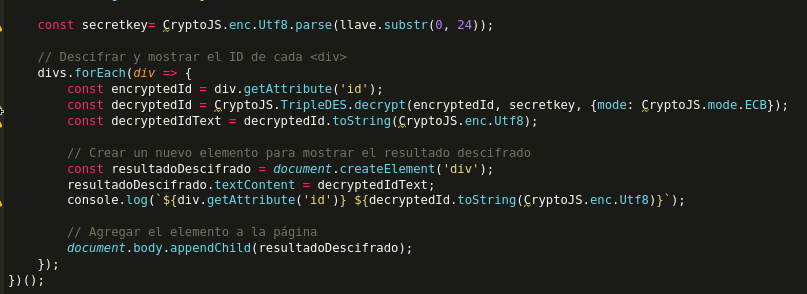 const secretkey= CryptoJS.enc.Utf8.parse(llave.substr(0, 24));
// Descifrar y mostrar el ID de cada <div>
divs.forEach(div => {
const encryptedId = div.getAttribute('id');
const decryptedId = CryptoJS.TripleDES.decrypt(encryptedId, secretkey, {mode: CryptoJS.mode.ECB});
const decryptedIdText = decryptedId.toString(CryptoJS.enc.Utf8);
// Crear un nuevo elemento para mostrar el resultado descifrado
const resultadoDescifrado = document.createElement('div');
resultadoDescifrado.textContent = decryptedIdText;
console.log(`${div.getAttribute('id')} ${decryptedId.toString(CryptoJS.enc.Utf8)}`);
// Agregar el elemento a la página
document.body.appendChild(resultadoDescifrado);
});
})();